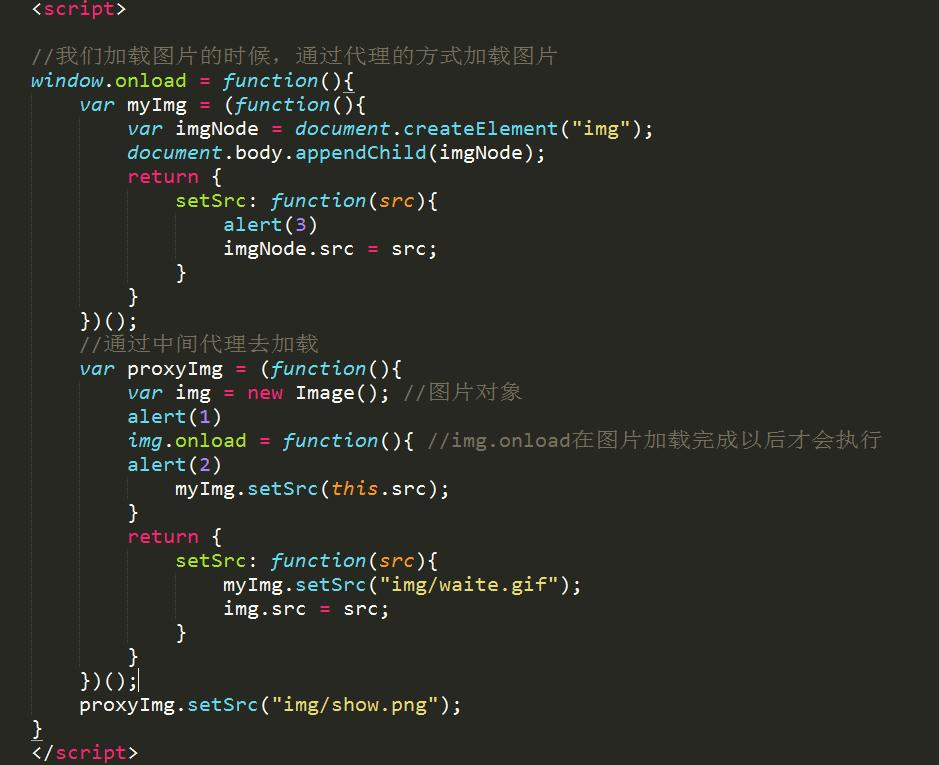 <script>
//我们加载图片的时候，通过代理的方式加载图片
window.onload = function(){
    var myImg = (function(){
        var imgNode = document.createElement("img");
        document.body.appendChild(imgNode);
        return {
            setSrc: function(src){
                alert(3)
                imgNode.src = src;
            }
        }
    })();
    //通过中间代理去加载
    var proxyImg = (function(){
        var img = new Image(); //图片对象
        alert(1)
        img.onload = function(){ //img.onload在图片加载完成以后才会执行
        alert(2)
            myImg.setSrc(this.src);
        }
        return {
            setSrc: function(src){
                myImg.setSrc("img/waite.gif");
                img.src = src;
            }
        }
    })();
    proxyImg.setSrc("img/show.png");
}
</script>